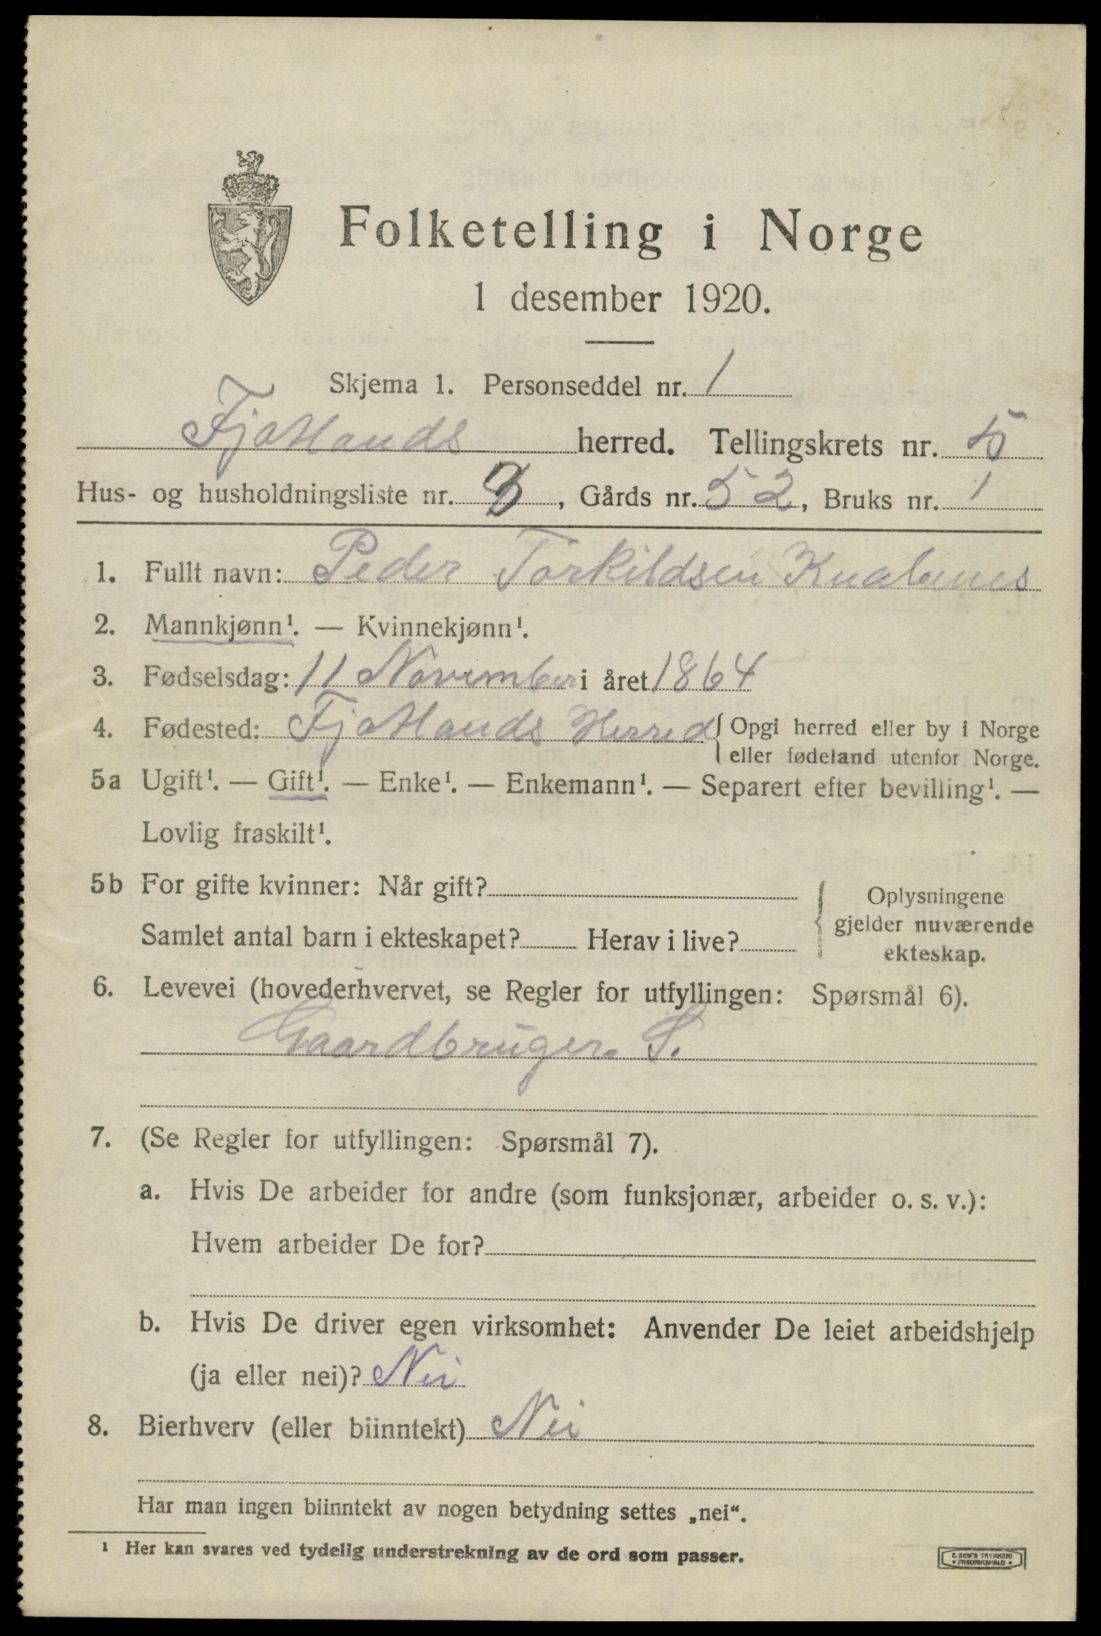 Folketelling i Norge
1 desember 1920.
Skjema 1. Personseddel nr. 1
Fjotlands herred. Tellingskrets nr. 5
Hus- og husholdningsliste nr. 3, Gårds nr. 52, Bruks nr. 1
1. Fullt navn: Peder Torkildsen Knabenes
2. Mannkjønn¹. — Kvinnekjønn¹.
3. Fødselsdag: 11 November i året 1864
4. Fødested: Fjotlands Herred { Opgi herred eller by i Norge
eller fødeland utenfor Norge.
5a Ugift¹. — Gift¹. — Enke¹. — Enkemann¹. — Separert efter bevilling¹. —
Lovlig fraskilt¹.
5b For gifte kvinner: Når gift?
Samlet antal barn i ekteskapet? Herav i live?
Oplysningene
gjelder nuværende
ekteskap.
6. Levevei (hovederhvervet, se Regler for utfyllingen: Spørsmål 6).
Gaardbruger. S.
7. (Se Regler for utfyllingen: Spørsmål 7).
a. Hvis De arbeider for andre (som funksjonær, arbeider o. s. v.):
Hvem arbeider De for?
b. Hvis De driver egen virksomhet: Anvender De leiet arbeidshjelp
(ja eller nei)? Nei
8. Bierhverv (eller biinntekt) Nei
Har man ingen biinntekt av nogen betydning settes „nei".
¹ Her kan svares ved tydelig understrekning av de ord som passer.
E. SEM'S TRYKKERI
FREDRIKSHALD